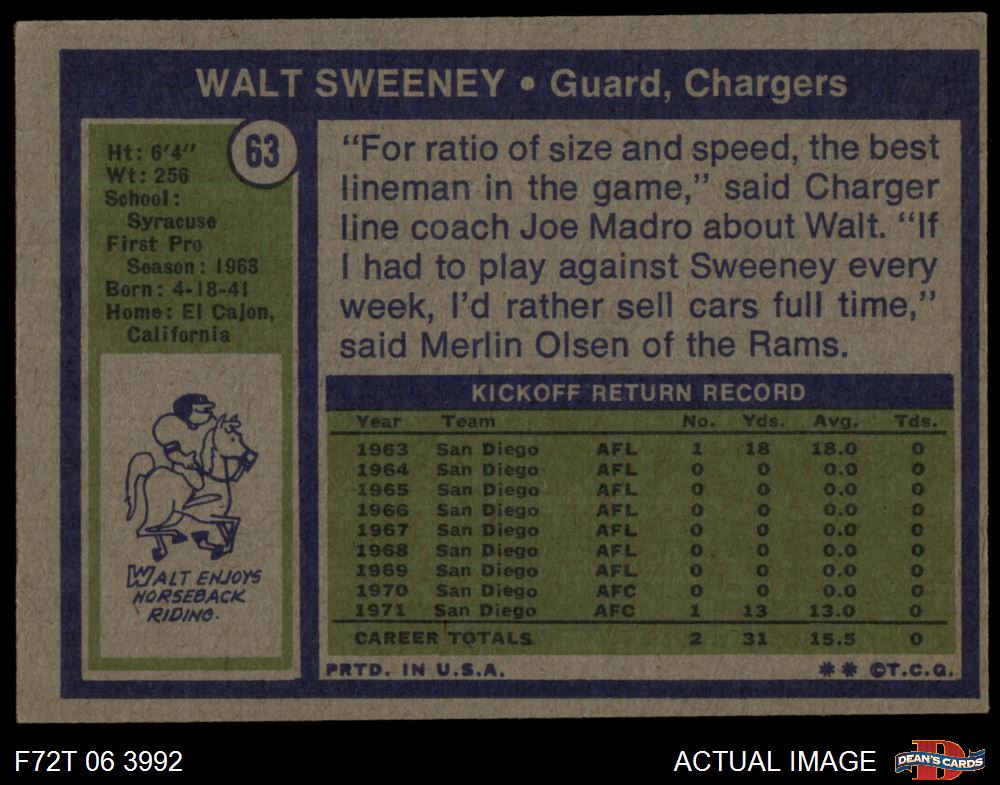 WALT SWEENEY • Guard, Chargers
63
Ht: 6'4"
Wt: 256
School:
Syracuse
First Pro
Season: 1963
Born: 4-18-41
Home: El Cajon,
California
WALT ENJOYS
HORSEBACK
RIDING.
“For ratio of size and speed, the best
lineman in the game,” said Charger
line coach Joe Madro about Walt. “If
I had to play against Sweeney every
week, I’d rather sell cars full time,”
said Merlin Olsen of the Rams.
KICKOFF RETURN RECORD
Year Team No. Yds. Avg. Tds.
1963 San Diego AFL 1 18 18.0 0
1964 San Diego AFL 0 0 0.0 0
1965 San Diego AFL 0 0 0.0 0
1966 San Diego AFL 0 0 0.0 0
1967 San Diego AFL 0 0 0.0 0
1968 San Diego AFL 0 0 0.0 0
1969 San Diego AFL 0 0 0.0 0
1970 San Diego AFC 0 0 0.0 0
1971 San Diego AFC 1 13 13.0 0
CAREER TOTALS 2 31 15.5 0
PRTD. IN U.S.A. ** ©T.C.G.
F72T 06 3992 ACTUAL IMAGE D DEAN'S CARDS